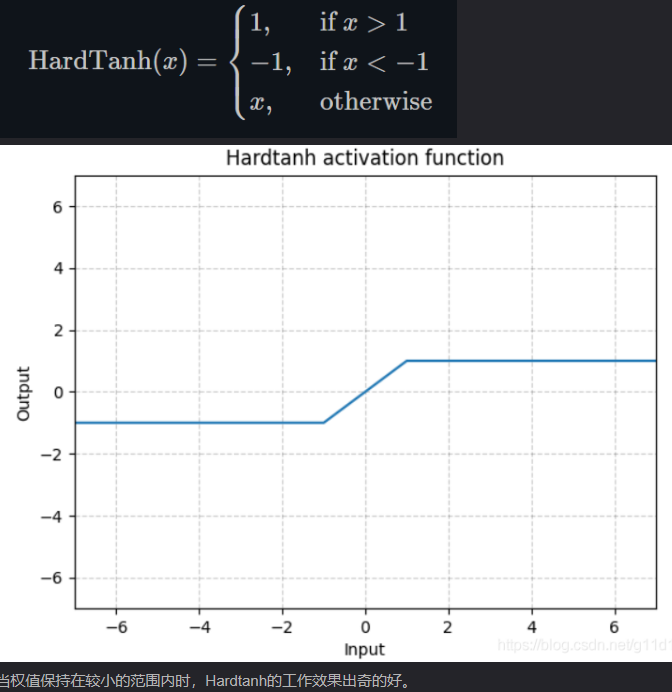 1, if x > 1
HardTanh(x) = −1, if x < −1
x, otherwise
Hardtanh activation function
6
4
2
0
−2
−4
−6
Output
−6 −4 −2 0 2 4 6
Input
https://blog.csdn.net/g11d1
当权值保持在较小的范围内时，Hardtanh的工作效果出奇的好。